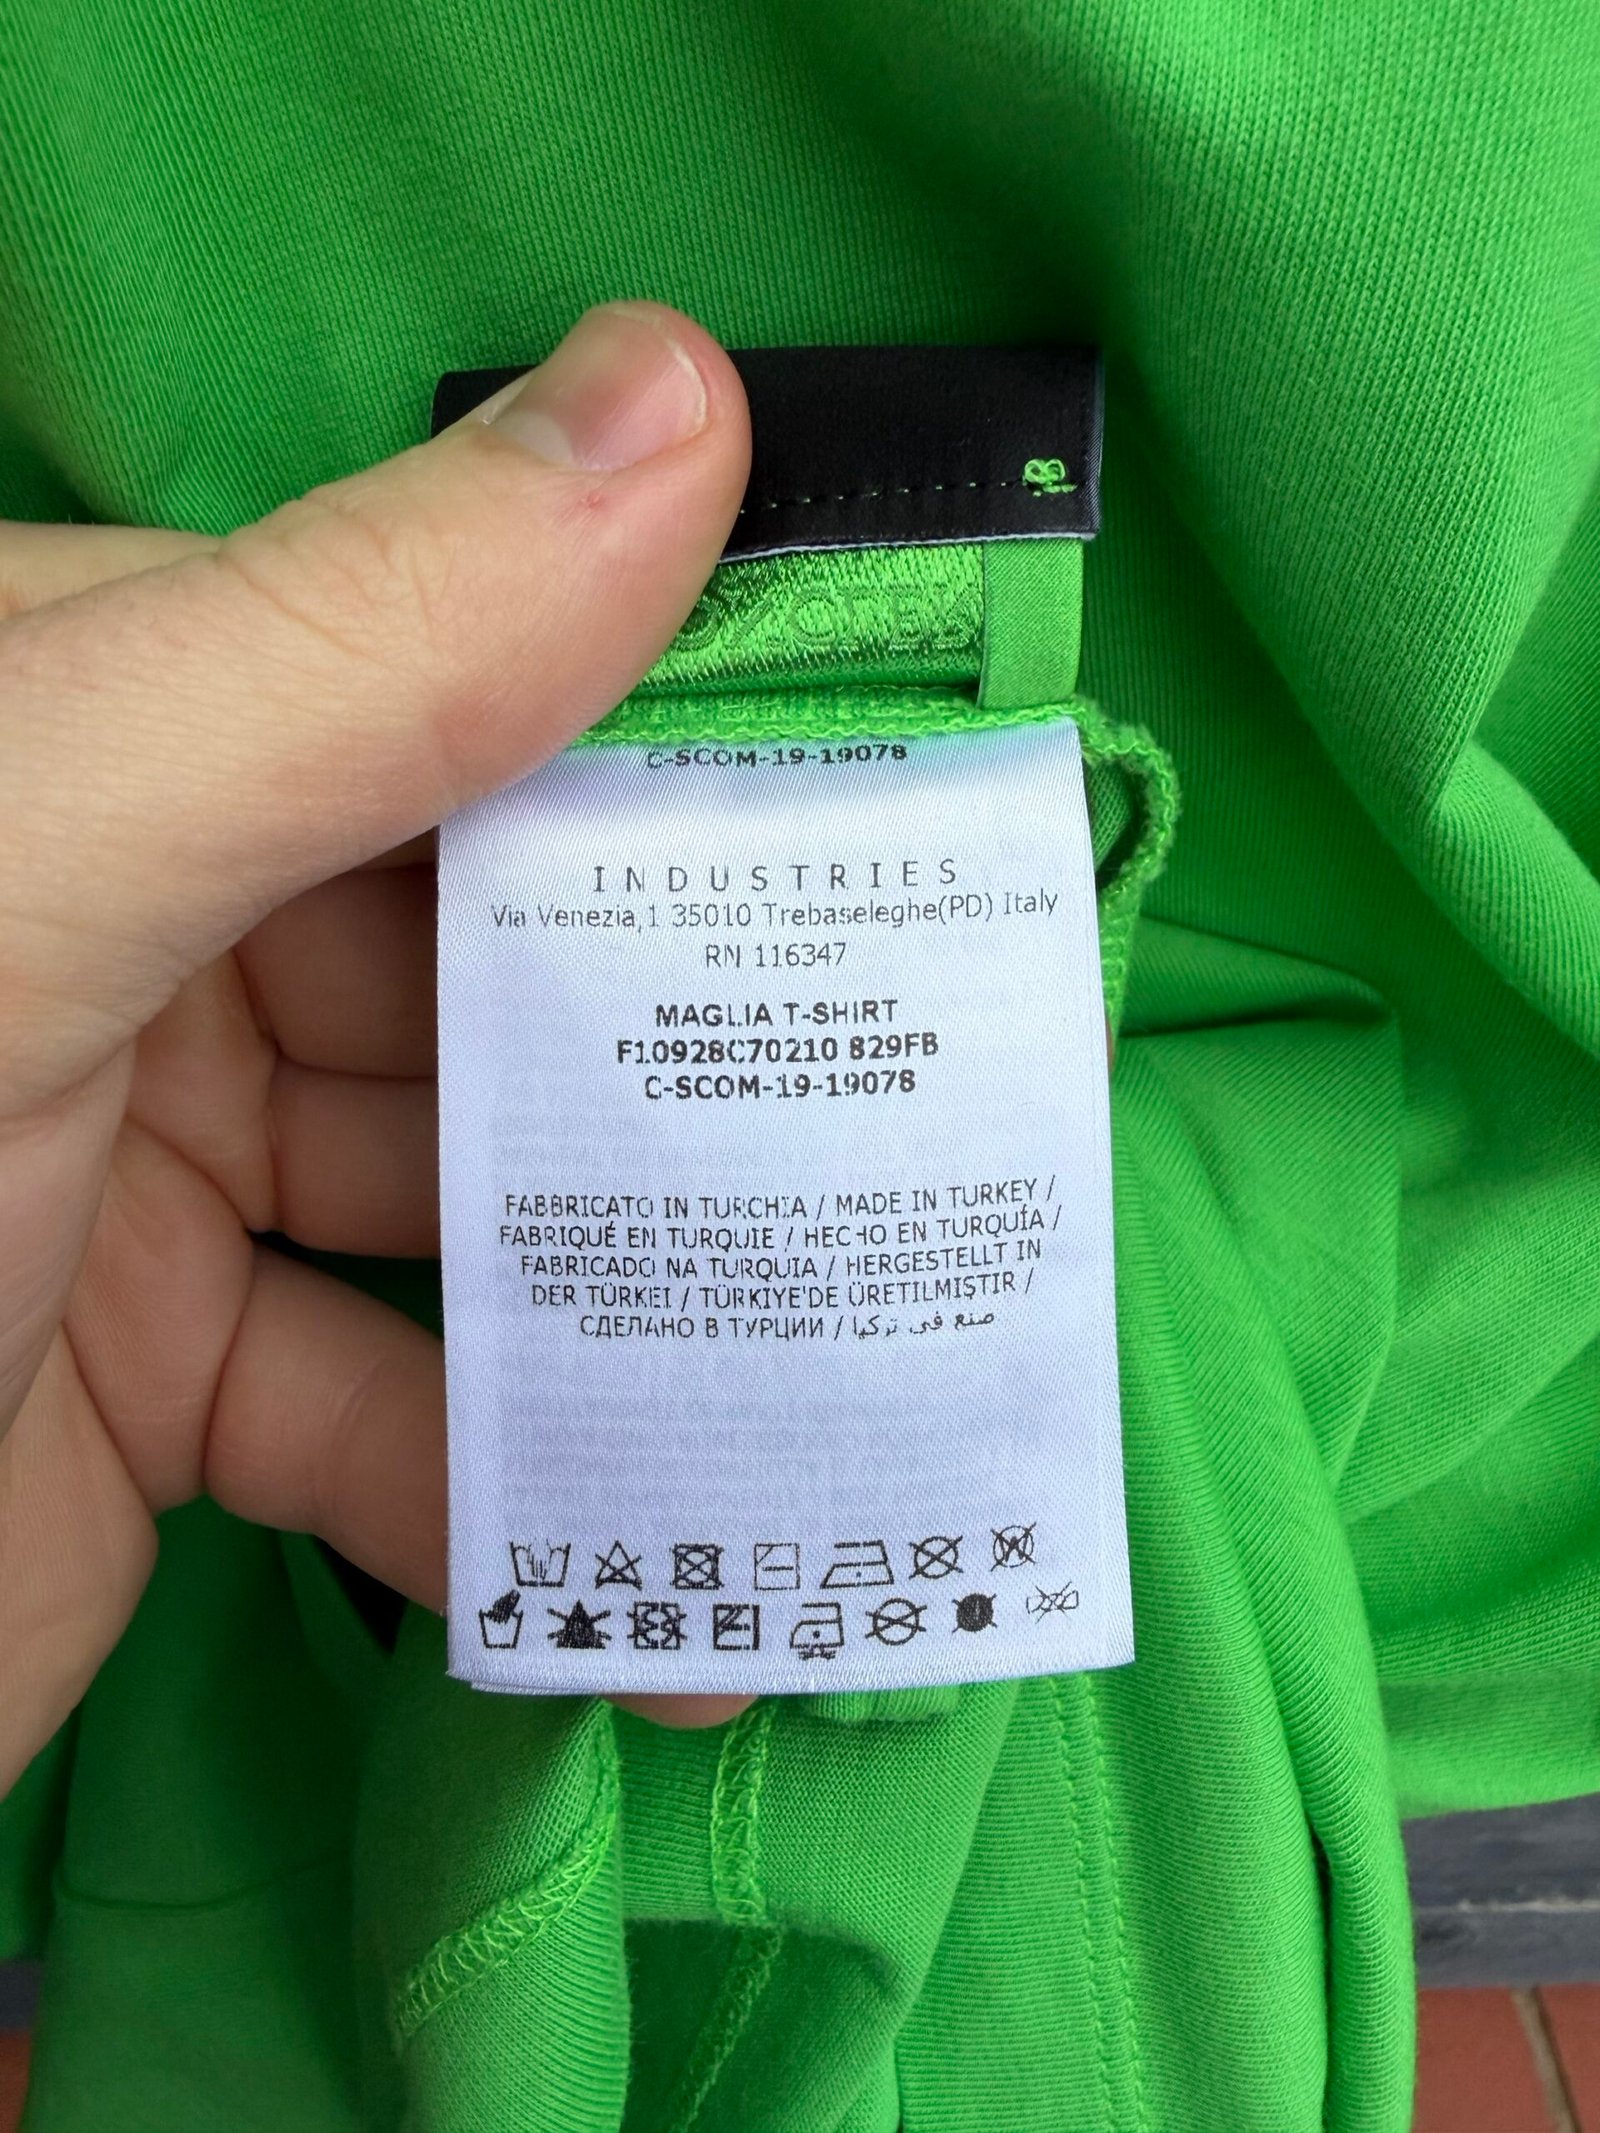 C-SCOM-19-19078
INDUSTRIES
Via Venezia,1 35010 Trebaseleghe(PD) Italy
RN 116347
MAGLIA T-SHIRT
F10928C70210 829FB
C-SCOM-19-19078
FABBRICATO IN TURCHIA / MADE IN TURKEY /
FABRIQUÉ EN TURQUIE / HECHO EN TURQUÍA /
FABRICADO NA TURQUIA / HERGESTELLT IN
DER TÜRKEI / TÜRKIYE'DE ÜRETILMIŞTIR /
СДЕЛАНО В ТУРЦИИ / صنع في تركيا